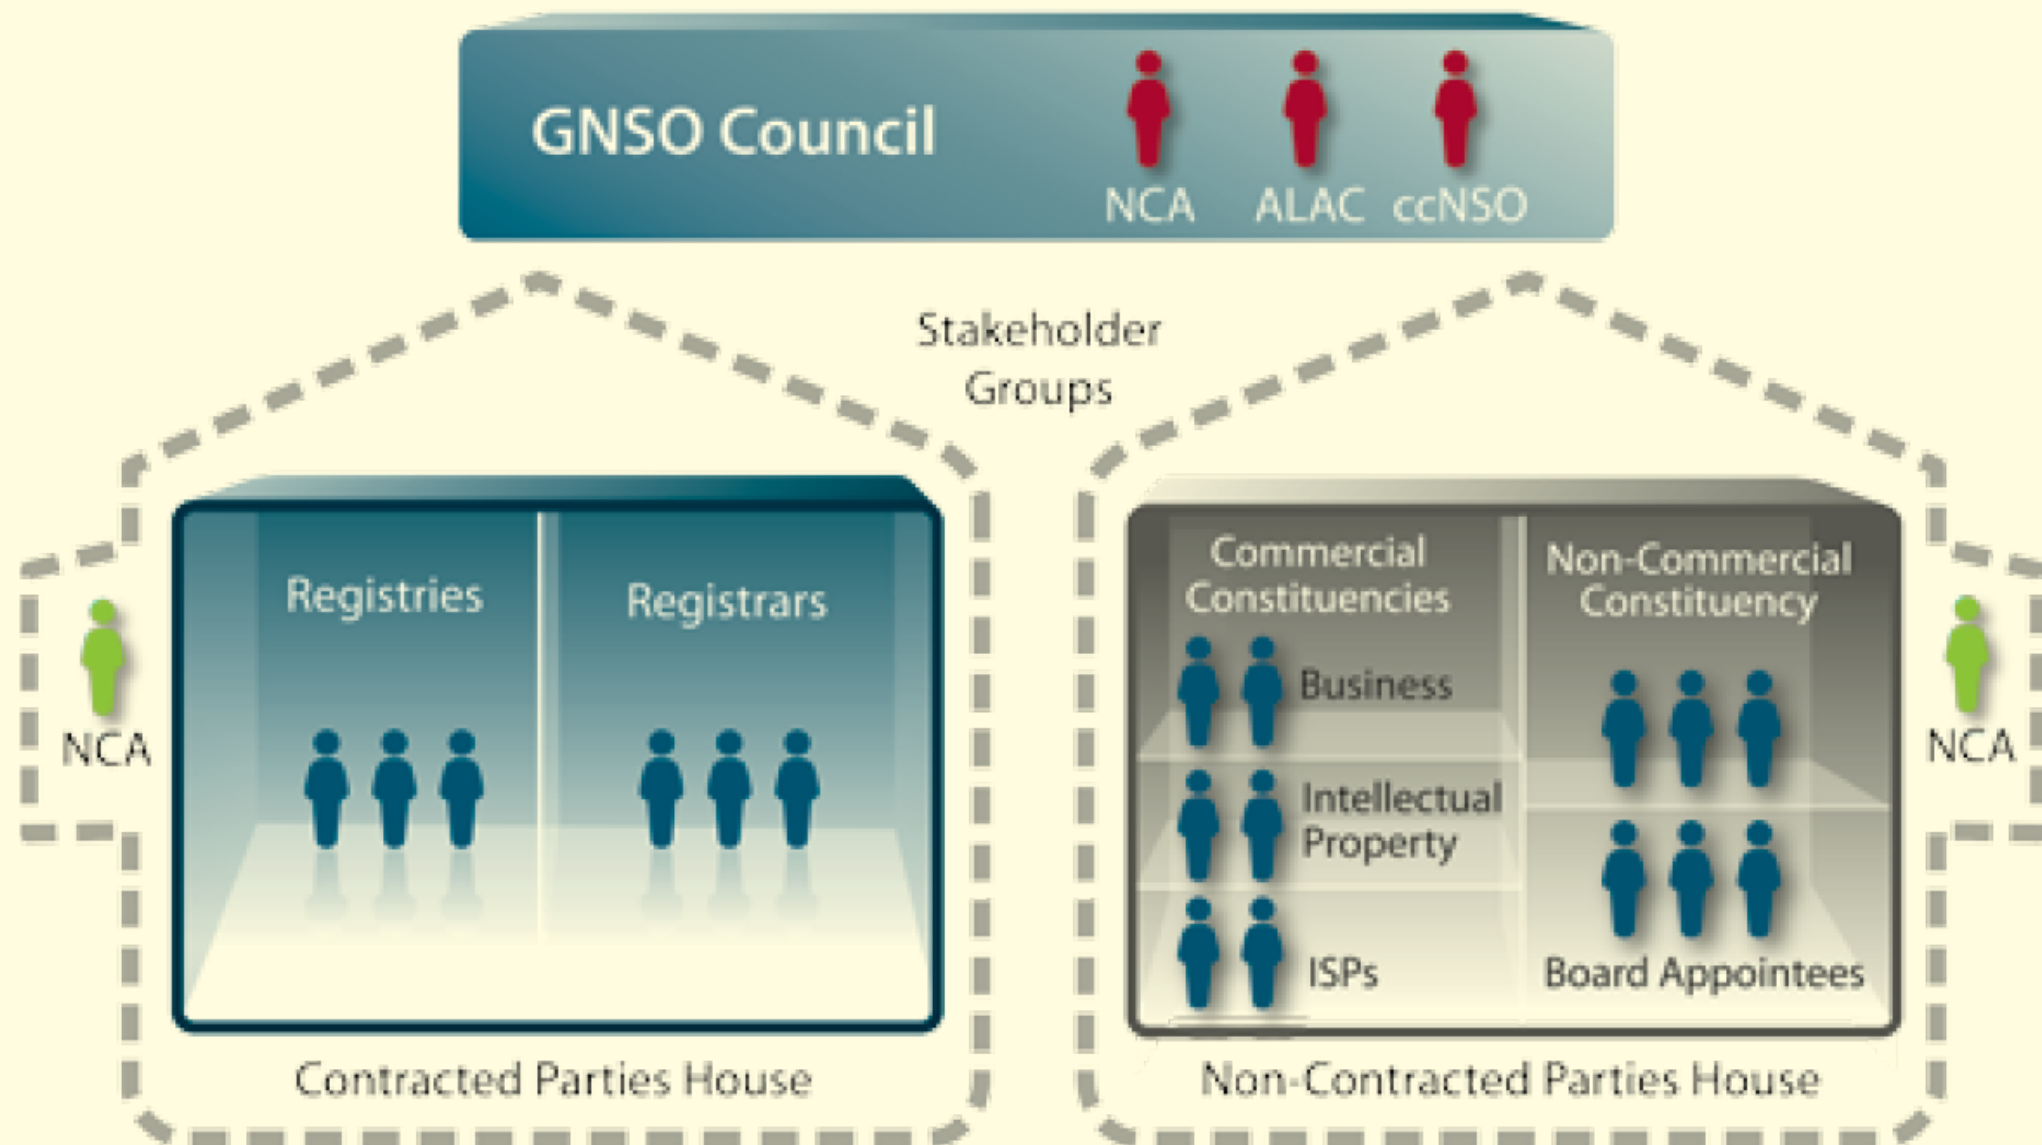 GNSO Council
NCA
ALAC
ccNSO
Stakeholder
Groups
Registries
Registrars
NCA
Contracted Parties House
Commercial
Constituencies
Business
Intellectual
Property
ISPs
Non-Commercial
Constituency
Board Appointees
NCA
Non-Contracted Parties House